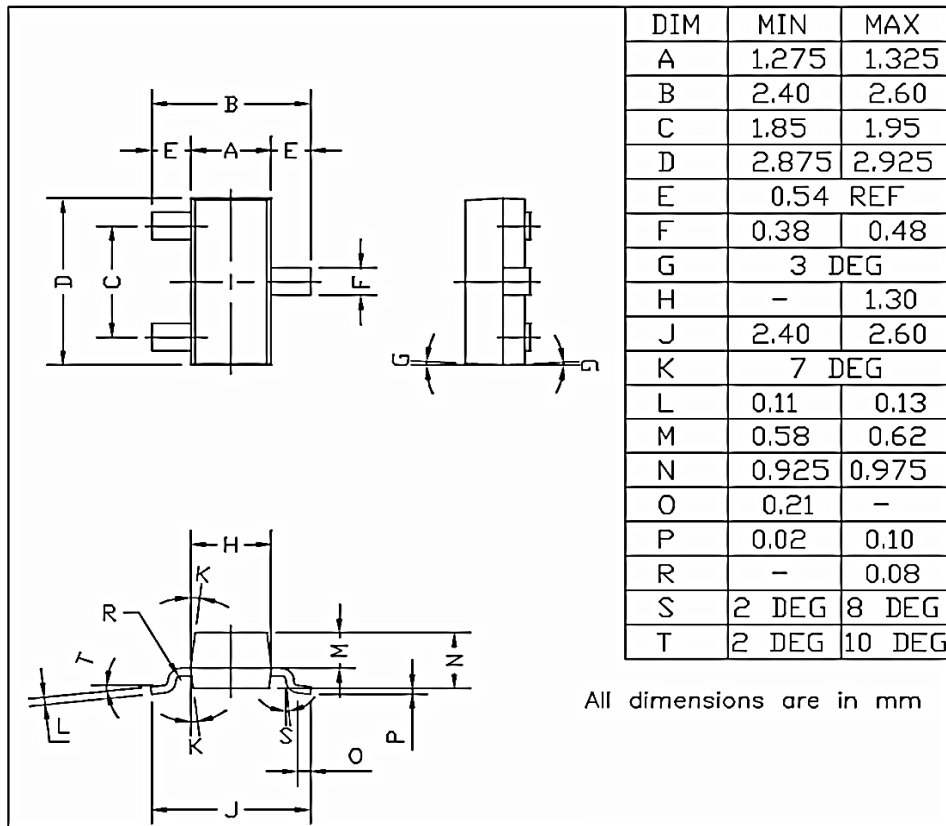 DIM MIN MAX
A 1.275 1.325
B 2.40 2.60
C 1.85 1.95
D 2.875 2.925
E 0.54 REF
F 0.38 0.48
G 3 DEG
H - 1.30
J 2.40 2.60
K 7 DEG
L 0.11 0.13
M 0.58 0.62
N 0.925 0.975
O 0.21 -
P 0.02 0.10
R - 0.08
S 2 DEG 8 DEG
T 2 DEG 10 DEG
All dimensions are in mm
B
E A E
D C F
G G
H
K
R
T M N
L
K S P
O
J